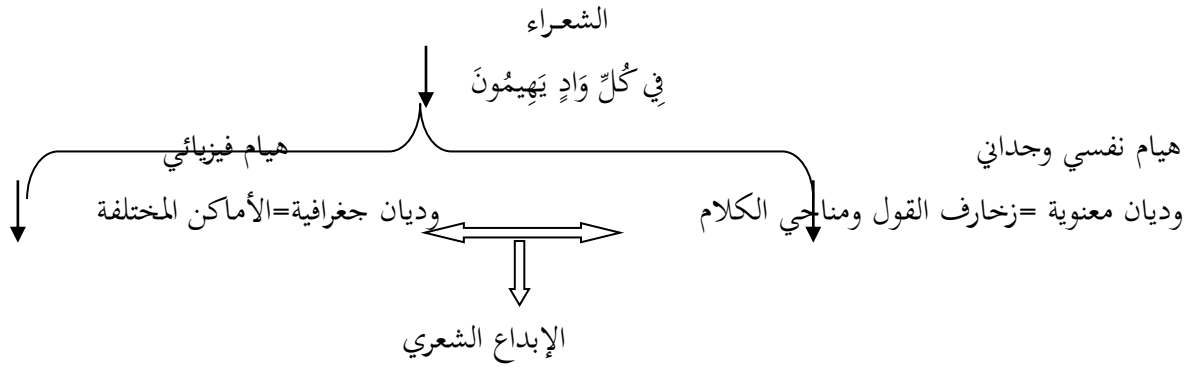 الشعراء
فِي كُلِّ وَادٍ يَهِيمُونَ
هيام نفسي وجداني
هيام فيزيائي
وديان معنوية =زخارف القول ومناحي الكلام
وديان جغرافية=الأماكن المختلفة
الإبداع الشعري